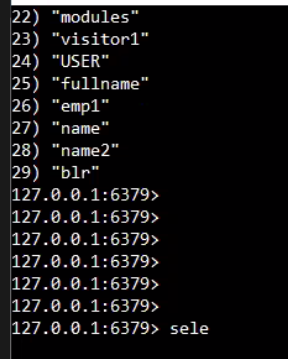 22) "modules"
23) "visitor1"
24) "USER"
25) "fullname"
26) "emp1"
27) "name"
28) "name2"
29) "blr"
127.0.0.1:6379>
127.0.0.1:6379>
127.0.0.1:6379>
127.0.0.1:6379>
127.0.0.1:6379>
127.0.0.1:6379>
127.0.0.1:6379> sele